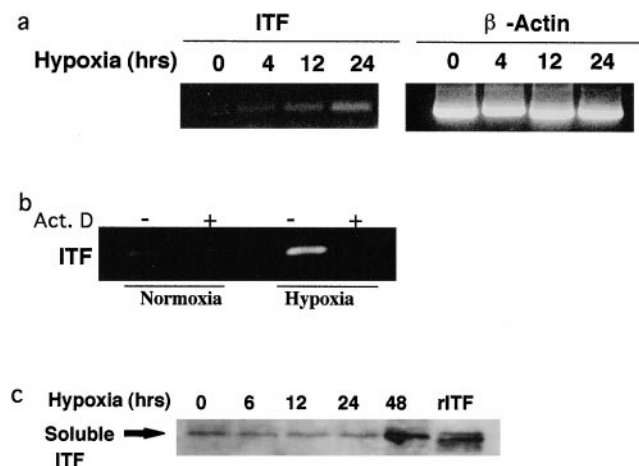 a
ITF
β -Actin
Hypoxia (hrs) 0 4 12 24 0 4 12 24
b
Act. D - + - +
ITF
Normoxia Hypoxia
c
Hypoxia (hrs) 0 6 12 24 48 rITF
Soluble
ITF